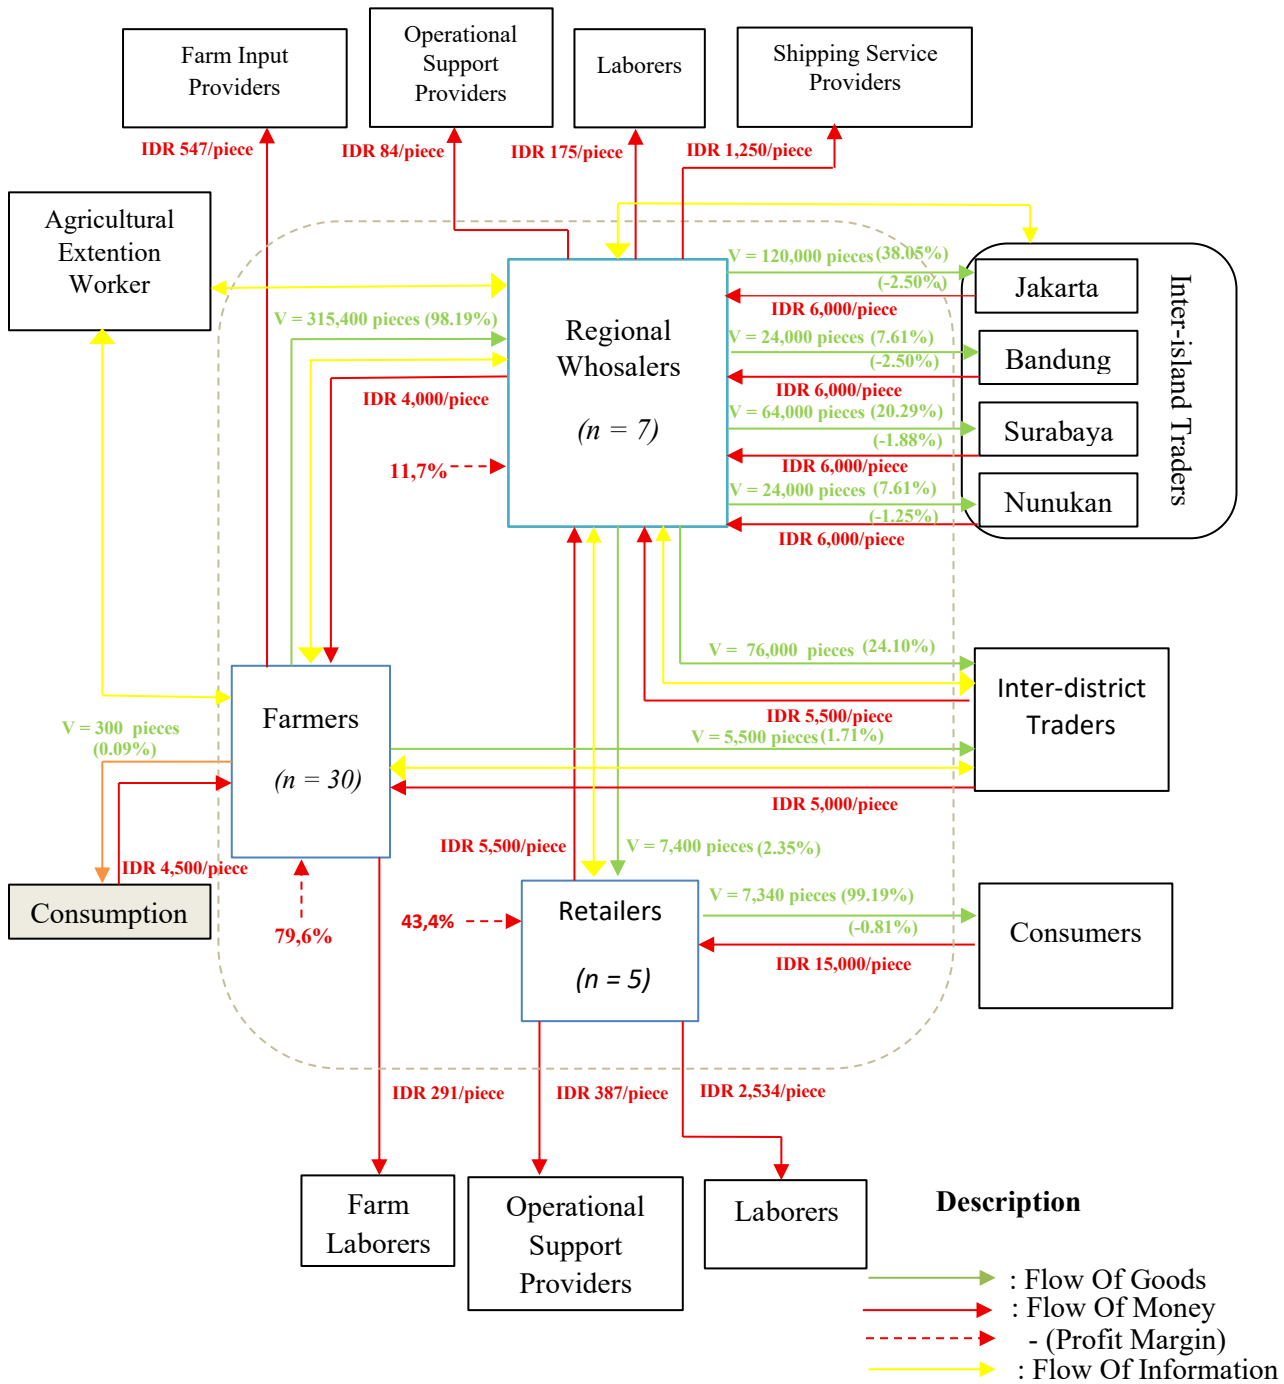 Farm Input
Providers
Operational
Support
Providers
Laborers
Shipping Service
Providers
IDR 547/piece
IDR 84/piece
IDR 175/piece
IDR 1,250/piece
Agricultural
Extention
Worker
V = 120,000 pieces (38.05%)
(-2.50%)
IDR 6,000/piece
Jakarta
V = 24,000 pieces (7.61%)
(-2.50%)
IDR 6,000/piece
Bandung
V = 64,000 pieces (20.29%)
(-1.88%)
IDR 6,000/piece
Surabaya
V = 24,000 pieces (7.61%)
(-1.25%)
IDR 6,000/piece
Nunukan
Inter-island Traders
V = 315,400 pieces (98.19%)
Regional
Whosalers
(n = 7)
IDR 4,000/piece
11,7%
V = 76,000 pieces (24.10%)
IDR 5,500/piece
Inter-district
Traders
V = 5,500 pieces (1.71%)
IDR 5,000/piece
Farmers
(n = 30)
V = 300 pieces
(0.09%)
IDR 4,500/piece
Consumption
79,6%
IDR 5,500/piece
V = 7,400 pieces (2.35%)
43,4%
Retailers
(n = 5)
V = 7,340 pieces (99.19%)
(-0.81%)
IDR 15,000/piece
Consumers
IDR 291/piece
IDR 387/piece
IDR 2,534/piece
Farm
Laborers
Operational
Support
Providers
Laborers
Description
: Flow Of Goods
: Flow Of Money
- (Profit Margin)
: Flow Of Information